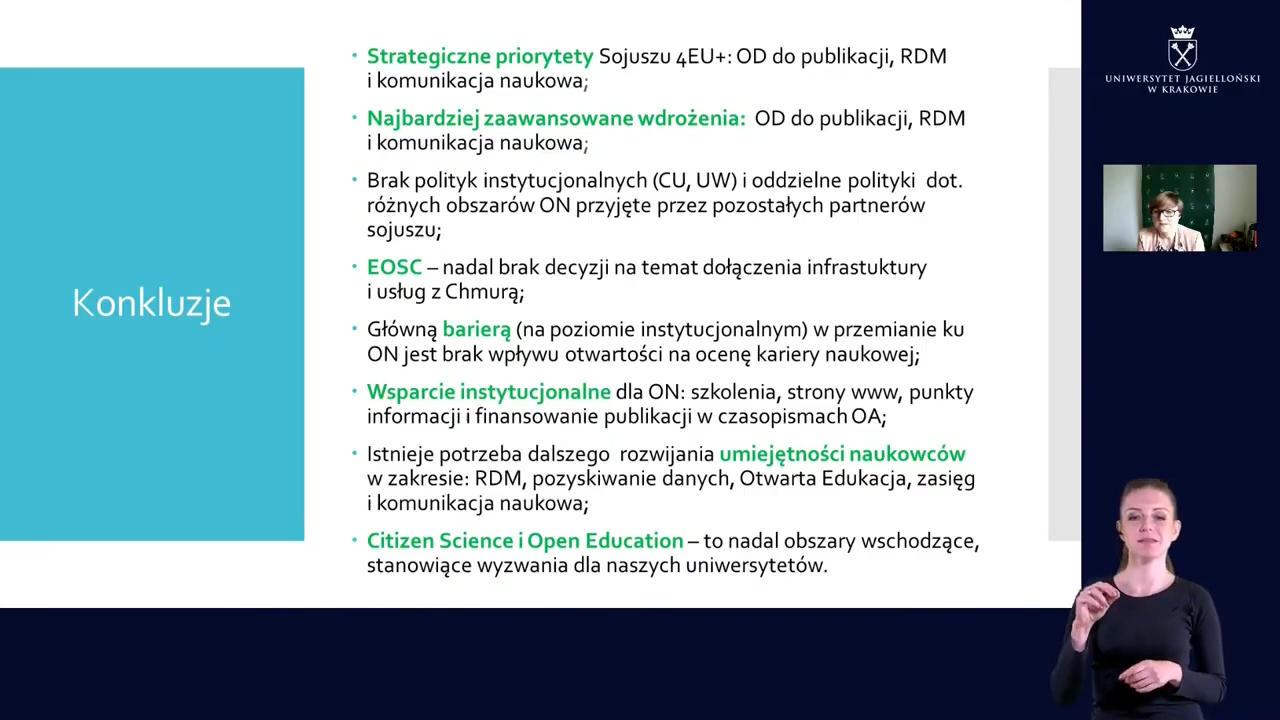 Konkluzje
Strategiczne priorytety Sojuszu 4EU+: OD do publikacji, RDM
i komunikacja naukowa;
Najbardziej zaawansowane wdrożenia: OD do publikacji, RDM
i komunikacja naukowa;
Brak polityk instytucjonalnych (CU, UW) i oddzielne polityki dot.
różnych obszarów ON przyjęte przez pozostałych partnerów
sojuszu;
EOSC – nadal brak decyzji na temat dołączenia infrastuktury
i usług z Chmurą;
Główną barierą (na poziomie instytucjonalnym) w przemianie ku
ON jest brak wpływu otwartości na ocenę kariery naukowej;
Wsparcie instytucjonalne dla ON: szkolenia, strony www, punkty
informacji i finansowanie publikacji w czasopismach OA;
Istnieje potrzeba dalszego rozwijania umiejętności naukowców
w zakresie: RDM, pozyskiwanie danych, Otwarta Edukacja, zasięg
i komunikacja naukowa;
Citizen Science i Open Education – to nadal obszary wschodzące,
stanowiące wyzwania dla naszych uniwersytetów.
UNIWERSYTET JAGIELLOŃSKI
W KRAKOWIE